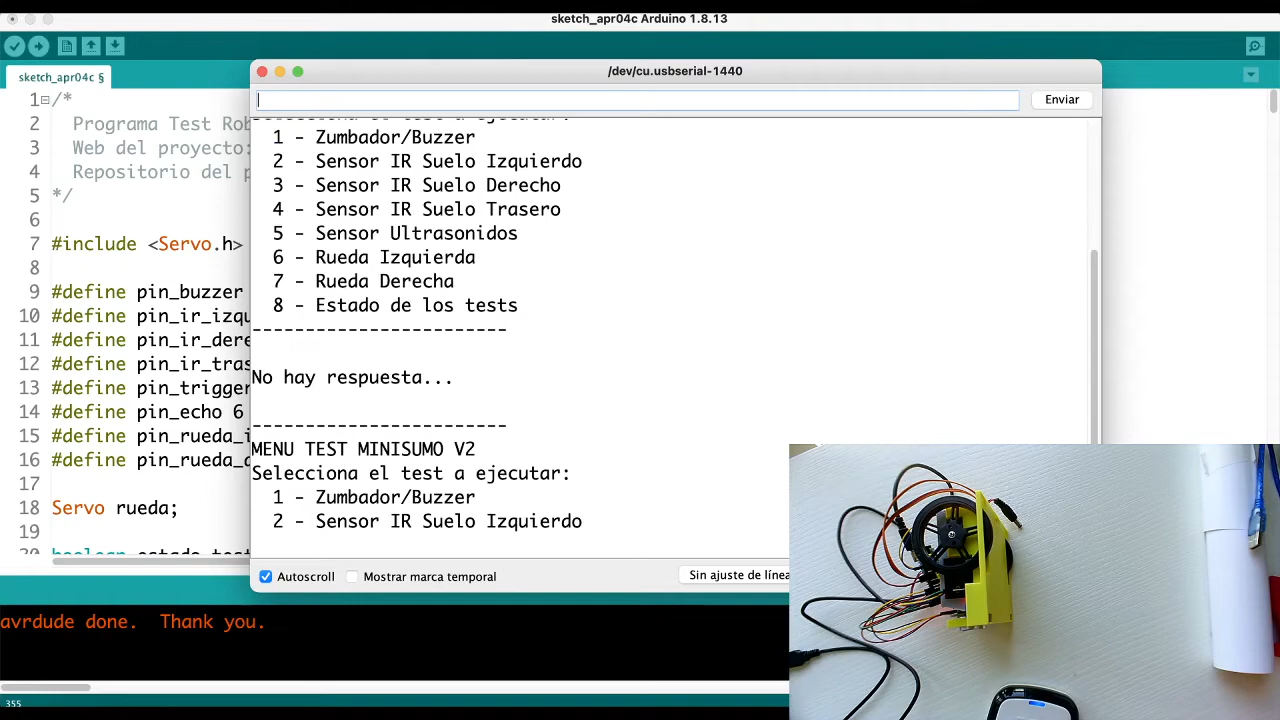 sketch_apr04c Arduino 1.8.13
sketch_apr04c §
/dev/cu.usbserial-1440
Enviar
1 /*
2 Programa Test
3 Web del proyecto:
4 Repositorio del
5 */
6
7 #include <Servo.h>
8
9 #define pin_buzzer
10 #define
11 #define
12 #define
13 #define pin_trigger
14 #define pin_echo 6
15 #define
16 #define
17
18 Servo rueda;
19
Selecciona el test a ejecutar:
1 - Zumbador/Buzzer
2 - Sensor IR Suelo Izquierdo
3 - Sensor IR Suelo Derecho
4 - Sensor IR Suelo Trasero
5 - Sensor Ultrasonidos
6 - Rueda Izquierda
7 - Rueda Derecha
8 - Estado de los tests
------------------------
No hay respuesta...
------------------------
MENU TEST MINISUMO V2
Selecciona el test a ejecutar:
1 - Zumbador/Buzzer
2 - Sensor IR Suelo Izquierdo
Autoscroll
Mostrar marca temporal
Sin ajuste de línea
avrdude done. Thank you.
355